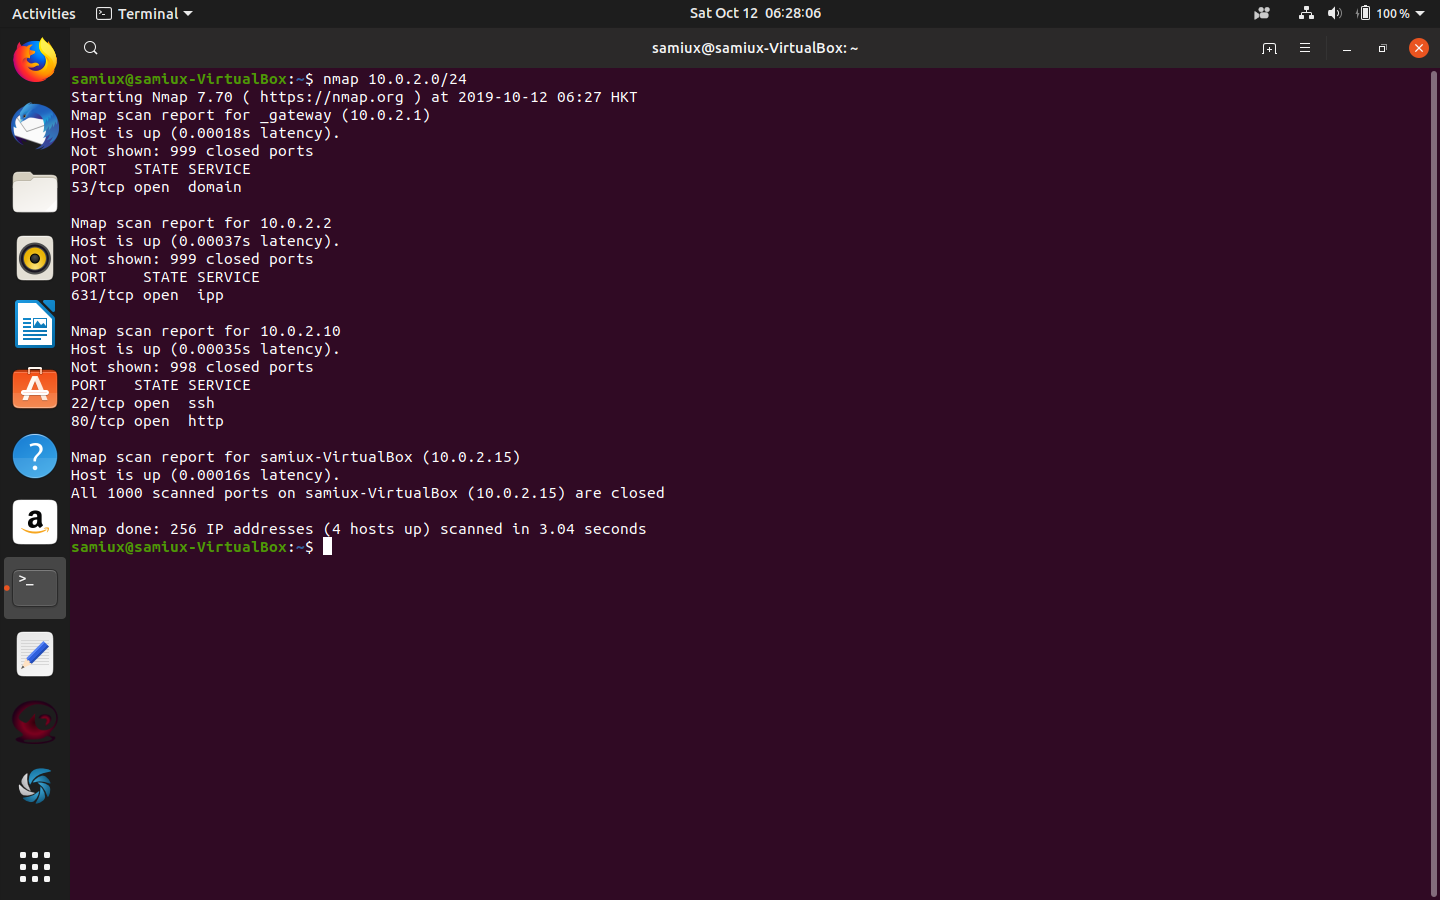 Activities Terminal Sat Oct 12 06:28:06 100 %
samiux@samiux-VirtualBox: ~
samiux@samiux-VirtualBox:~$ nmap 10.0.2.0/24
Starting Nmap 7.70 ( https://nmap.org ) at 2019-10-12 06:27 HKT
Nmap scan report for _gateway (10.0.2.1)
Host is up (0.00018s latency).
Not shown: 999 closed ports
PORT   STATE SERVICE
53/tcp open  domain

Nmap scan report for 10.0.2.2
Host is up (0.00037s latency).
Not shown: 999 closed ports
PORT    STATE SERVICE
631/tcp open  ipp

Nmap scan report for 10.0.2.10
Host is up (0.00035s latency).
Not shown: 998 closed ports
PORT   STATE SERVICE
22/tcp open  ssh
80/tcp open  http

Nmap scan report for samiux-VirtualBox (10.0.2.15)
Host is up (0.00016s latency).
All 1000 scanned ports on samiux-VirtualBox (10.0.2.15) are closed

Nmap done: 256 IP addresses (4 hosts up) scanned in 3.04 seconds
samiux@samiux-VirtualBox:~$